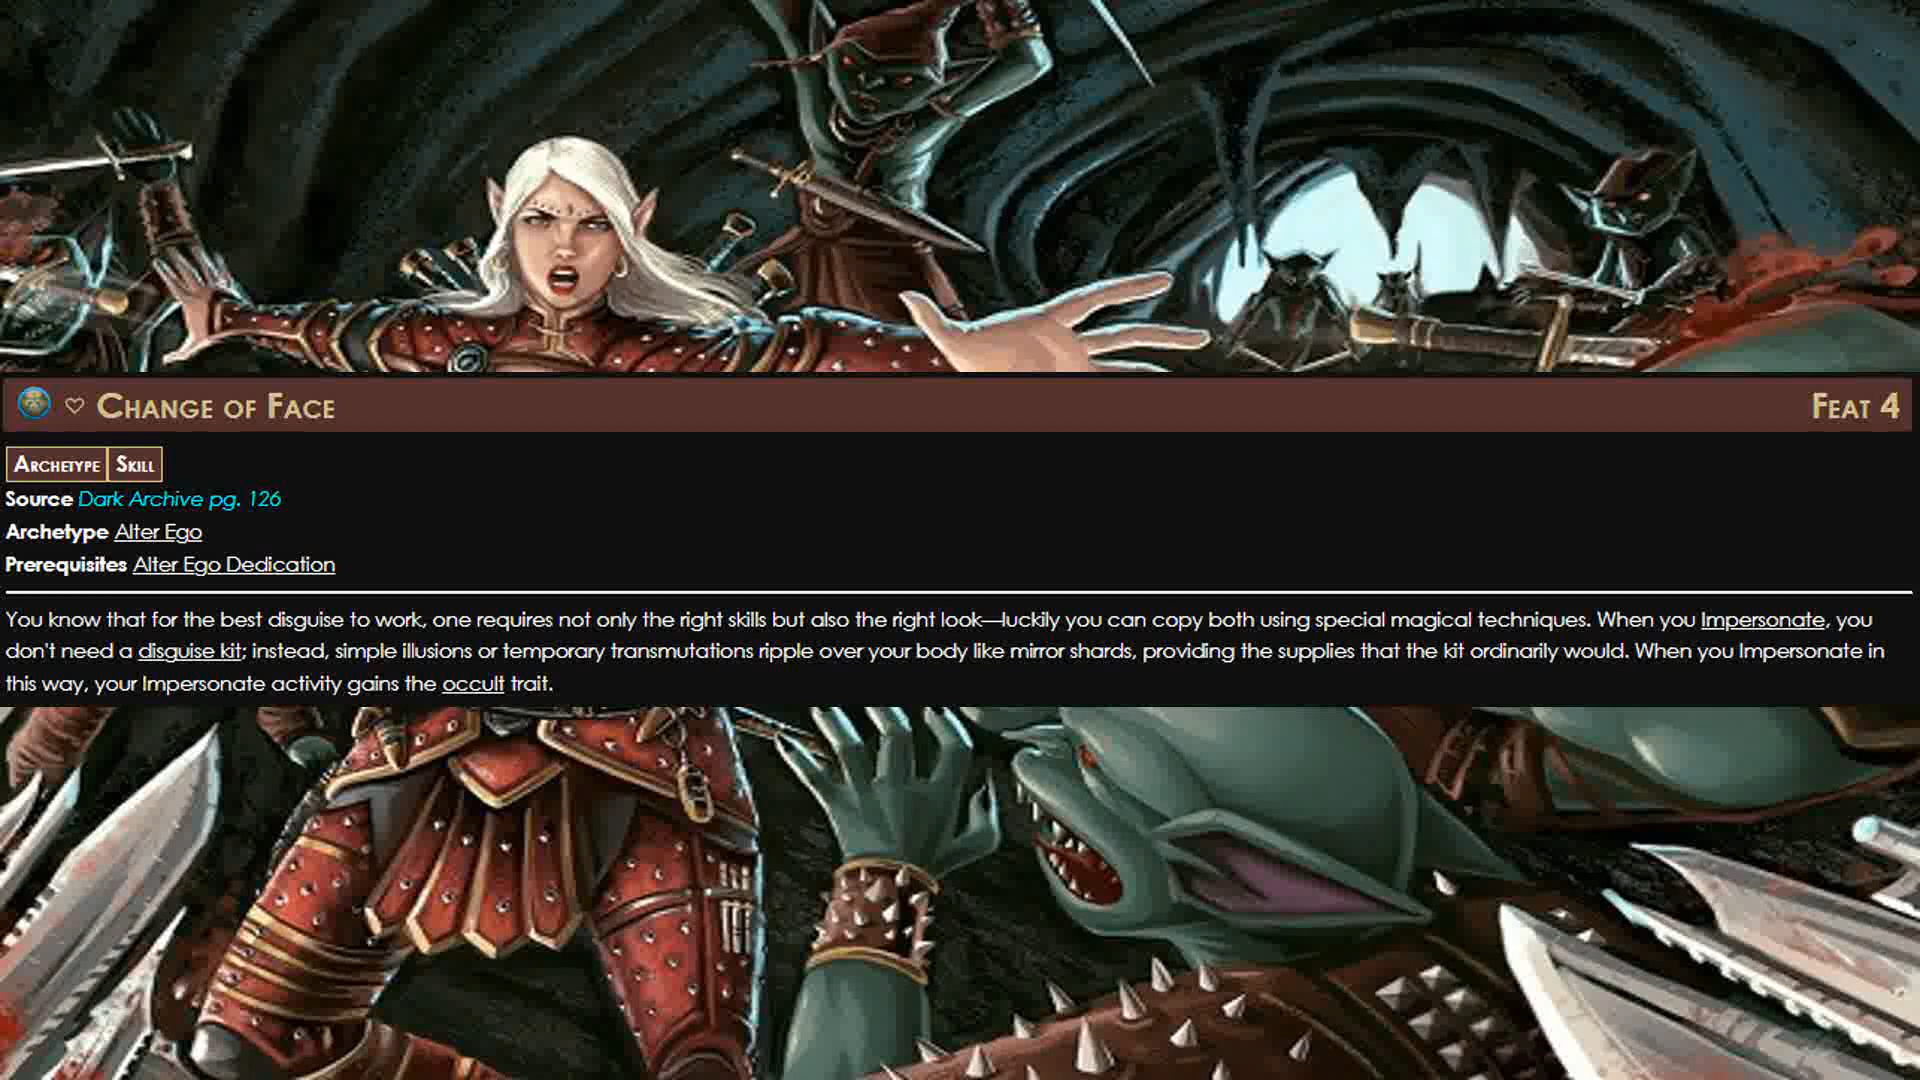 Change of Face
Feat 4
Archetype Skill
Source Dark Archive pg. 126
Archetype Alter Ego
Prerequisites Alter Ego Dedication
You know that for the best disguise to work, one requires not only the right skills but also the right look—luckily you can copy both using special magical techniques. When you Impersonate, you
don't need a disguise kit; instead, simple illusions or temporary transmutations ripple over your body like mirror shards, providing the supplies that the kit ordinarily would. When you Impersonate in
this way, your Impersonate activity gains the occult trait.